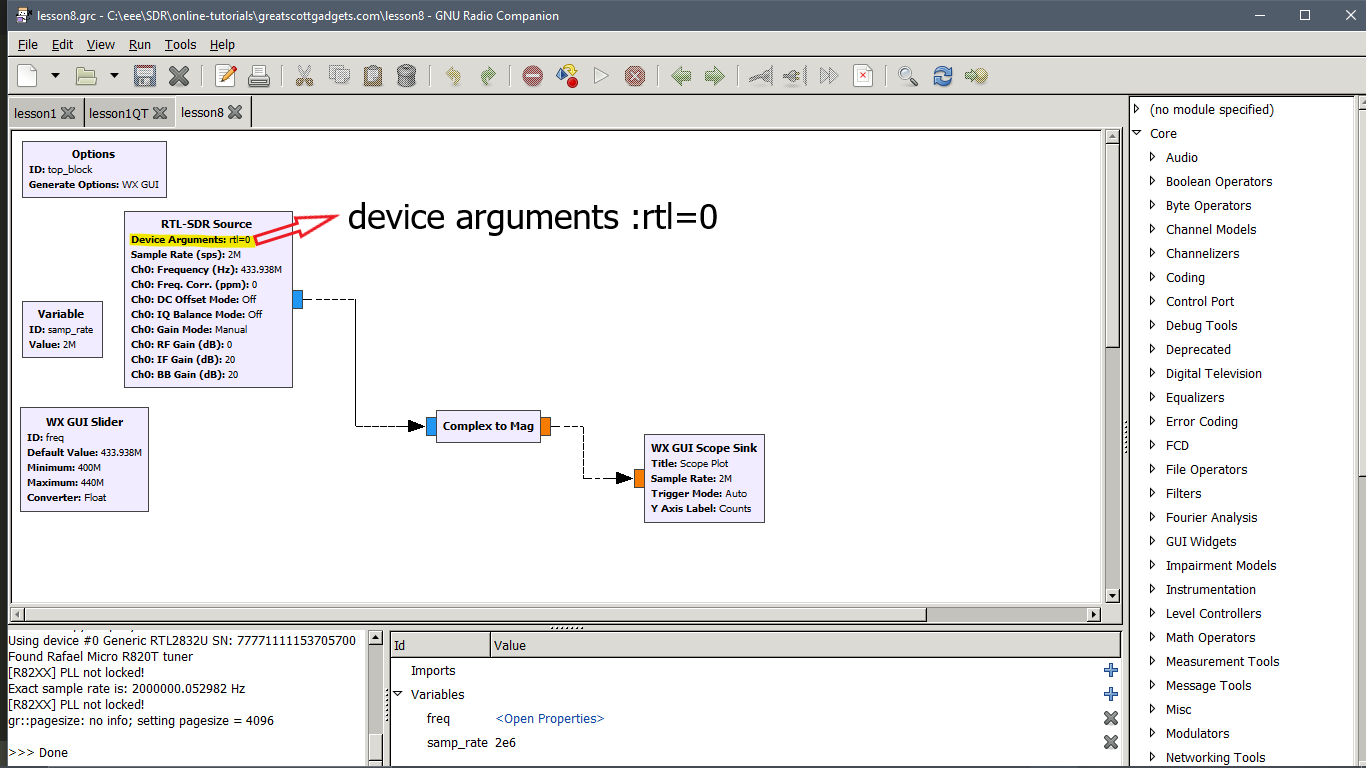 lesson8.grc - C:\eee\SDR\online-tutorials\greatscottgadgets.com\lesson8 - GNU Radio Companion
File Edit View Run Tools Help
lesson1 lesson1QT lesson8
Options
ID: top_block
Generate Options: WX GUI
RTL-SDR Source
Device Arguments: rtl=0
Sample Rate (sps): 2M
Ch0: Frequency (Hz): 433.938M
Ch0: Freq. Corr. (ppm): 0
Ch0: DC Offset Mode: Off
Ch0: IQ Balance Mode: Off
Ch0: Gain Mode: Manual
Ch0: RF Gain (dB): 0
Ch0: IF Gain (dB): 20
Ch0: BB Gain (dB): 20
device arguments :rtl=0
Variable
ID: samp_rate
Value: 2M
WX GUI Slider
ID: freq
Default Value: 433.938M
Minimum: 400M
Maximum: 440M
Converter: Float
Complex to Mag
WX GUI Scope Sink
Title: Scope Plot
Sample Rate: 2M
Trigger Mode: Auto
Y Axis Label: Counts
(no module specified)
Core
Audio
Boolean Operators
Byte Operators
Channel Models
Channelizers
Coding
Control Port
Debug Tools
Deprecated
Digital Television
Equalizers
Error Coding
FCD
File Operators
Filters
Fourier Analysis
GUI Widgets
Impairment Models
Instrumentation
Level Controllers
Math Operators
Measurement Tools
Message Tools
Misc
Modulators
Networking Tools
Using device #0 Generic RTL2832U SN: 77771111153705700
Found Rafael Micro R820T tuner
[R82XX] PLL not locked!
Exact sample rate is: 2000000.052982 Hz
[R82XX] PLL not locked!
gr::pagesize: no info; setting pagesize = 4096
>>> Done
Id Value
Imports
Variables
freq <Open Properties>
samp_rate 2e6